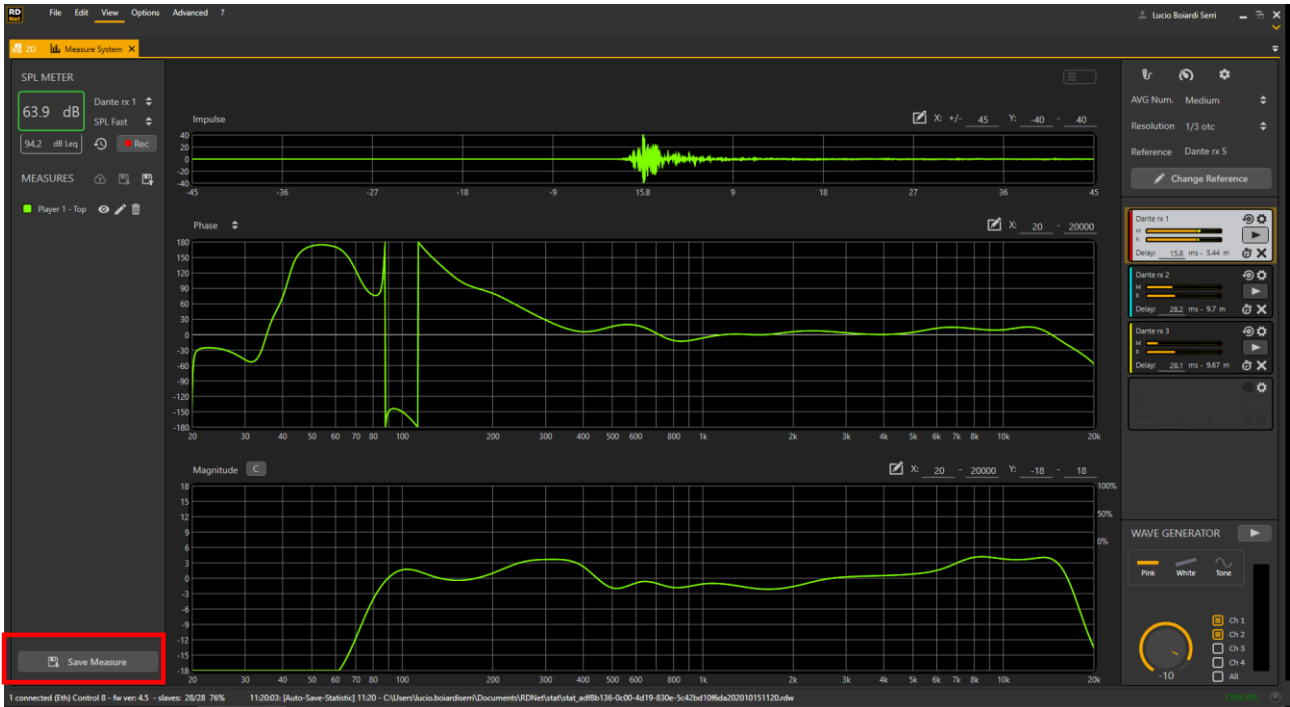 RD Net File Edit View Options Advanced ? Lucio Boiardi Serri
2D Measure System
SPL METER
63.9 dB
Dante rx 1
SPL Fast
94.2 dB Leq
Rec
MEASURES
Player 1 - Top
Save Measure
Impulse X: +/- 45 Y: -40 - 40
40
20
0
-20
-40
-45 -36 -27 -18 -9 15.8 9 18 27 36 45
Phase X: 20 - 20000
180
150
120
90
60
30
0
-30
-60
-90
-120
-150
-180
20 30 40 50 60 70 80 100 200 300 400 500 600 800 1k 2k 3k 4k 5k 6k 7k 8k 10k 20k
Magnitude C X: 20 - 20000 Y: -18 - 18
18
15
12
9
6
3
0
-3
-6
-9
-12
-15
-18
100%
50%
0%
20 30 40 50 60 70 80 100 200 300 400 500 600 800 1k 2k 3k 4k 5k 6k 7k 8k 10k 20k
AVG Num. Medium
Resolution 1/3 otc
Reference Dante rx 5
Change Reference
Dante rx 1
M
R
Delay: 15.8 ms - 5.44 m
Dante rx 2
M
R
Delay: 28.2 ms - 9.7 m
Dante rx 3
M
R
Delay: 28.1 ms - 9.67 m
WAVE GENERATOR
Pink White Tone
Ch 1
Ch 2
Ch 3
Ch 4
All
-10
1 connected (Eth) Control 8 - fw ver: 4.5 - slaves: 28/28 76% 11:20:03: [Auto-Save-Statistic] 11:20 - C:\Users\lucio.boiardiserri\Documents\RDNet\stat\stat_adf8b136-0c00-4d19-830e-5c42bd10f6da202010151120.rdw ONLINE